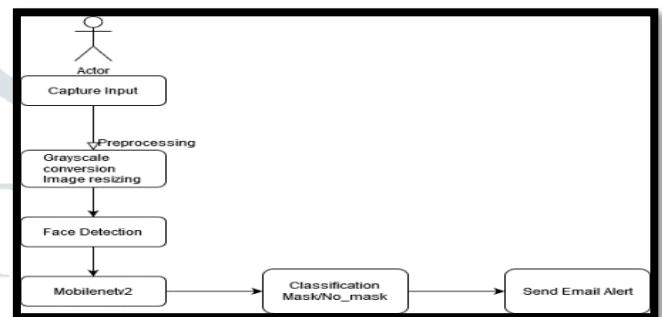 Actor
Capture Input
Preprocessing
Grayscale
conversion
Image resizing
Face Detection
Mobilenetv2
Classification
Mask/No_mask
Send Email Alert